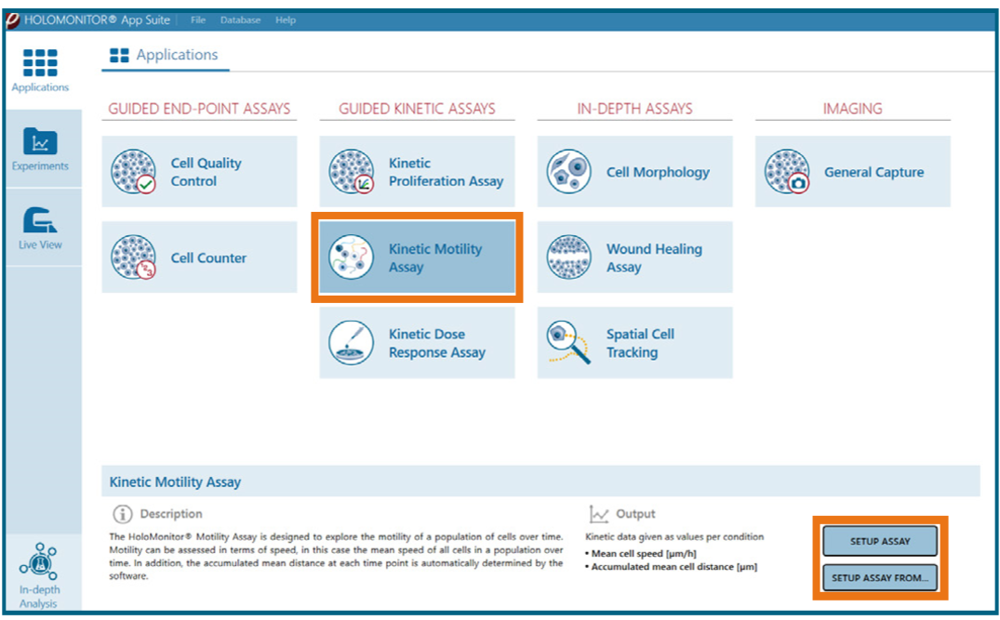 HOLOMONITOR® App Suite File Database Help
Applications
Experiments
Live View
In-depth
Analysis
Applications
GUIDED END-POINT ASSAYS
Cell Quality
Control
Cell Counter
GUIDED KINETIC ASSAYS
Kinetic
Proliferation Assay
Kinetic Motility
Assay
Kinetic Dose
Response Assay
IN-DEPTH ASSAYS
Cell Morphology
Wound Healing
Assay
Spatial Cell
Tracking
IMAGING
General Capture
Kinetic Motility Assay
Description
The HoloMonitor® Motility Assay is designed to explore the motility of a population of cells over time.
Motility can be assessed in terms of speed, in this case the mean speed of all cells in a population over
time. In addition, the accumulated mean distance at each time point is automatically determined by the
software.
Output
Kinetic data given as values per condition
• Mean cell speed [µm/h]
• Accumulated mean cell distance [µm]
SETUP ASSAY
SETUP ASSAY FROM...